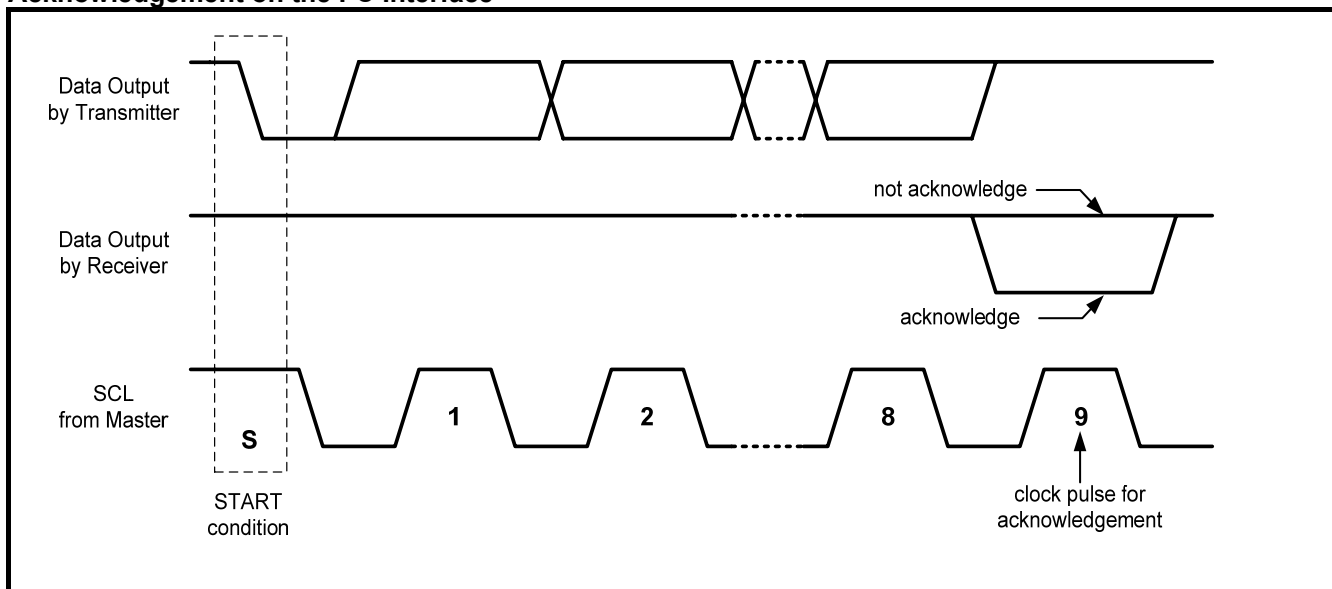 Data Output
by Transmitter
not acknowledge
Data Output
by Receiver
acknowledge
SCL
from Master
S
1
2
8
9
START
condition
clock pulse for
acknowledgement